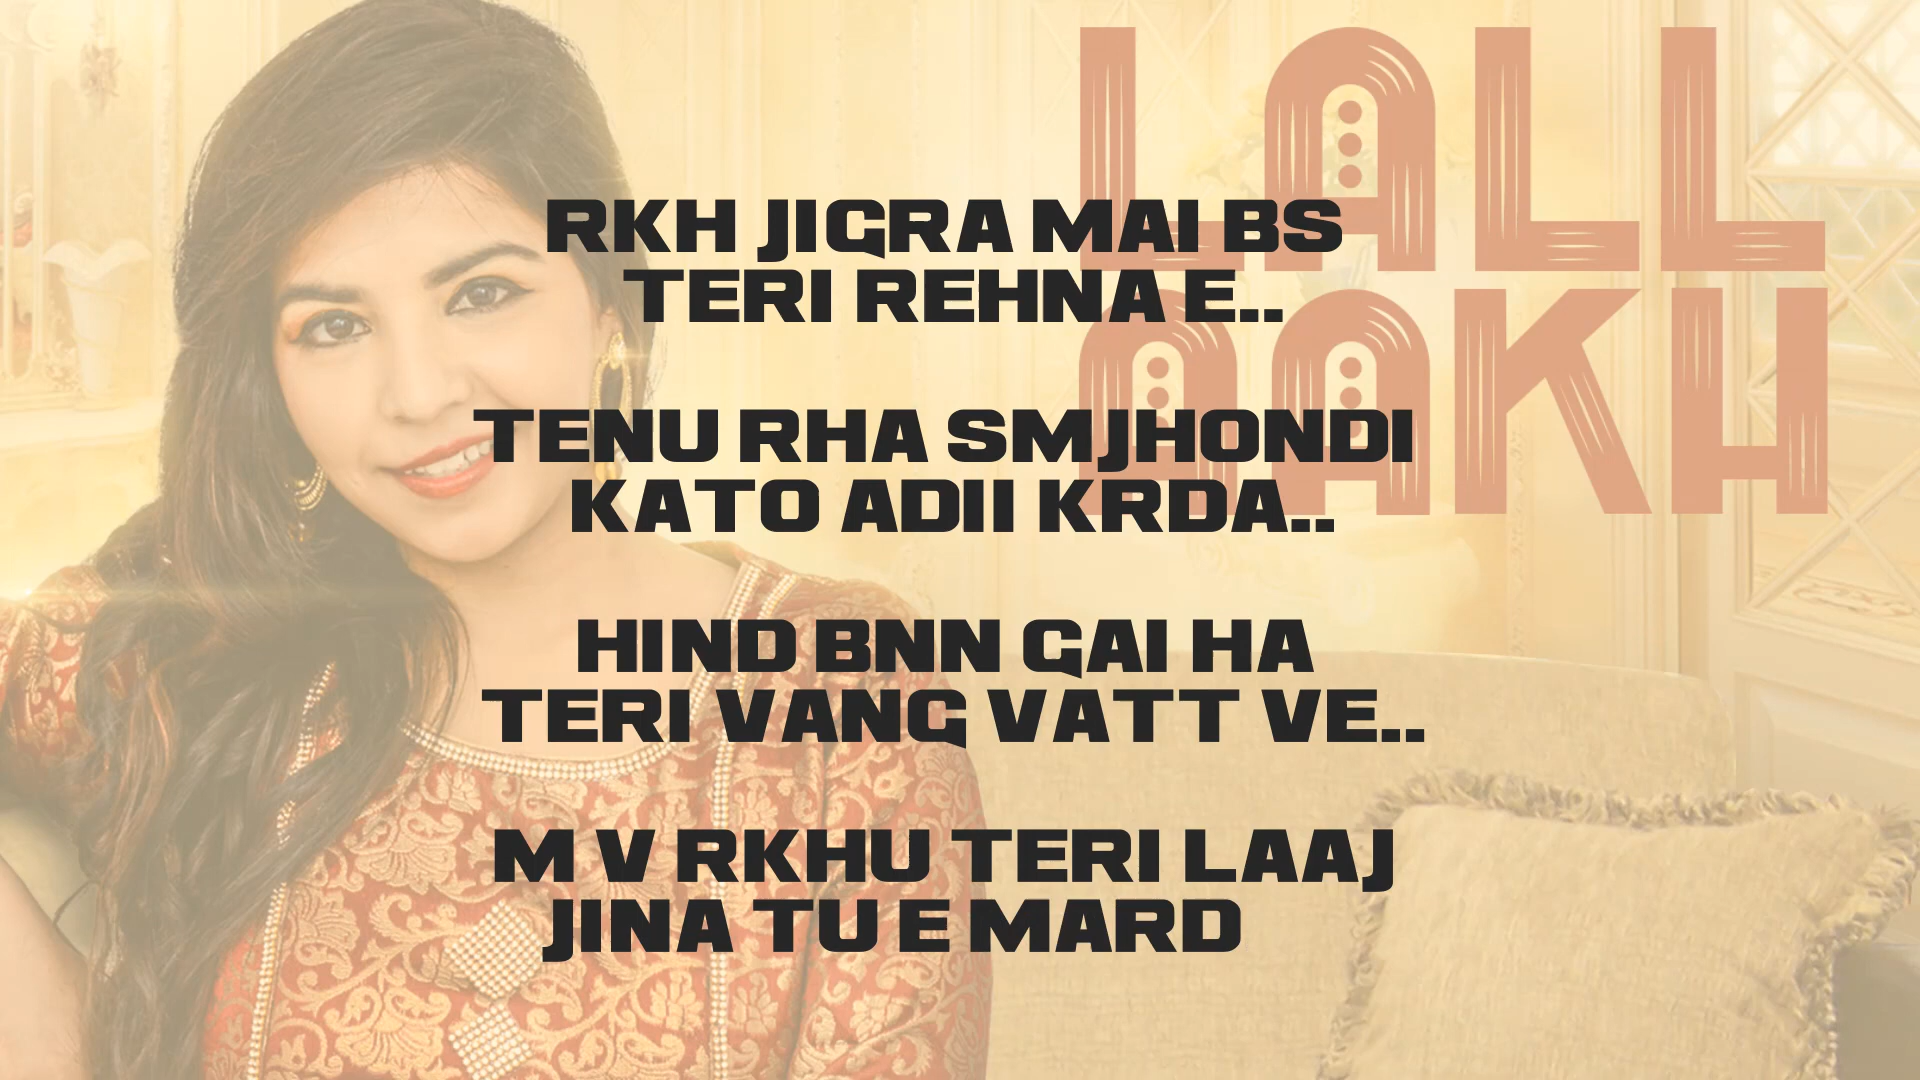 LALL
AAKH
RKH JIGRA MAI BS
TERI REHNA E..
TENU RHA SMJHONDI
KATO ADII KRDA..
HIND BNN GAI HA
TERI VANG VATT VE..
M V RKHU TERI LAAJ
JINA TU E MARD